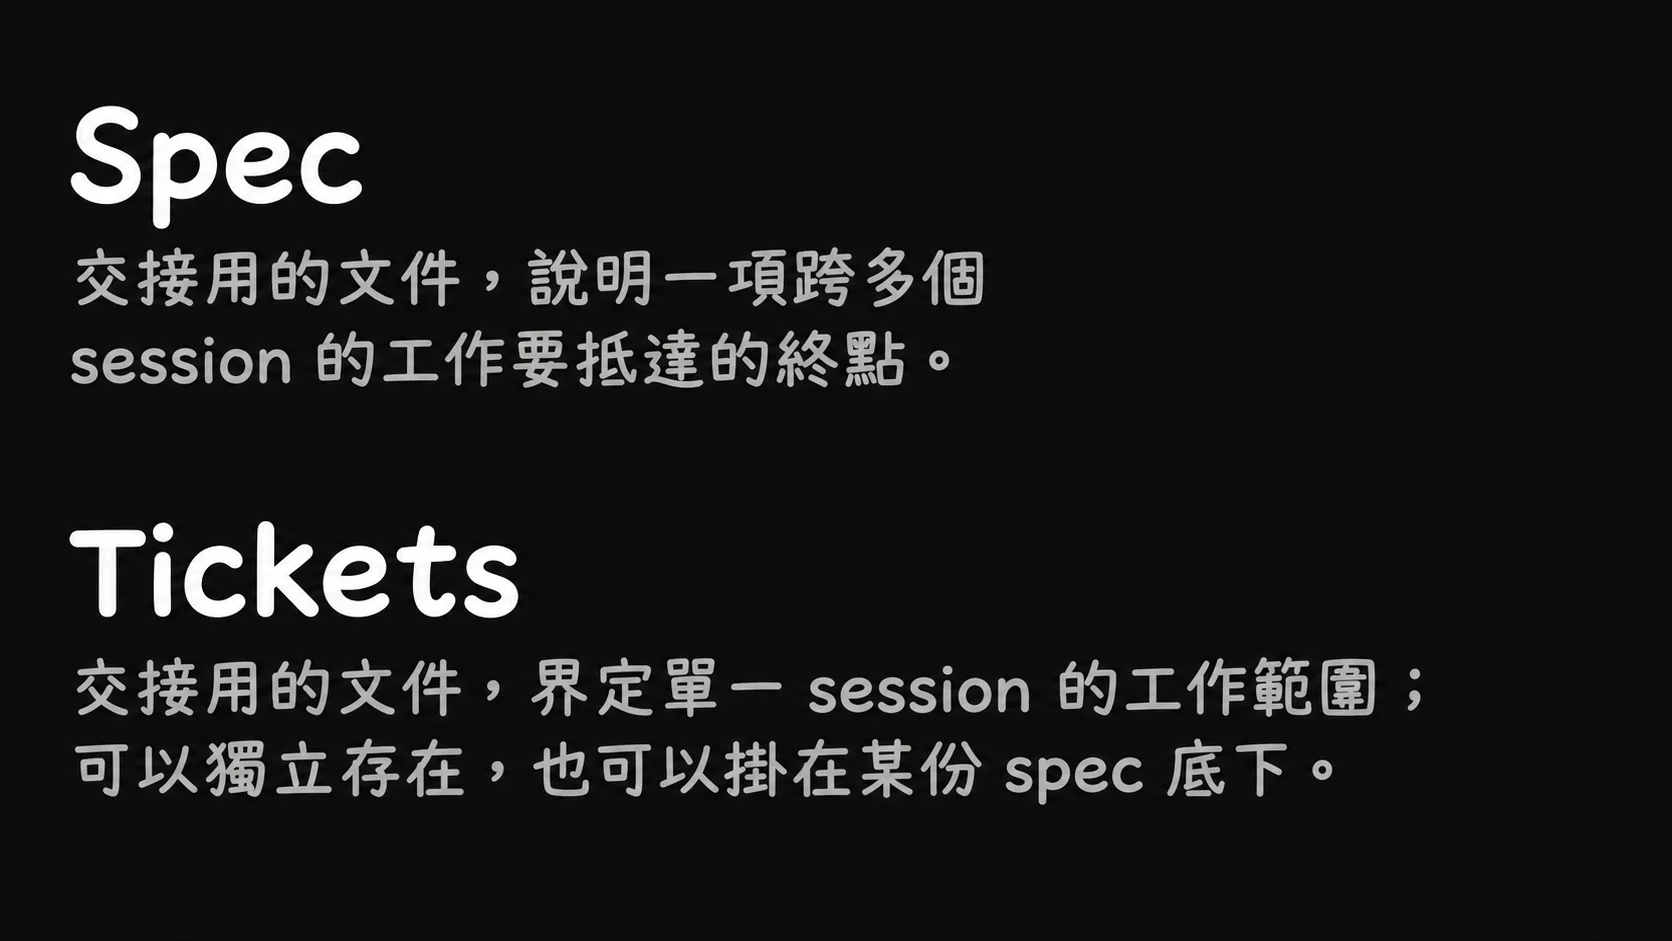 Spec
交接用的文件，說明一項跨多個
session 的工作要抵達的終點。
Tickets
交接用的文件，界定單一 session 的工作範圍；
可以獨立存在，也可以掛在某份 spec 底下。